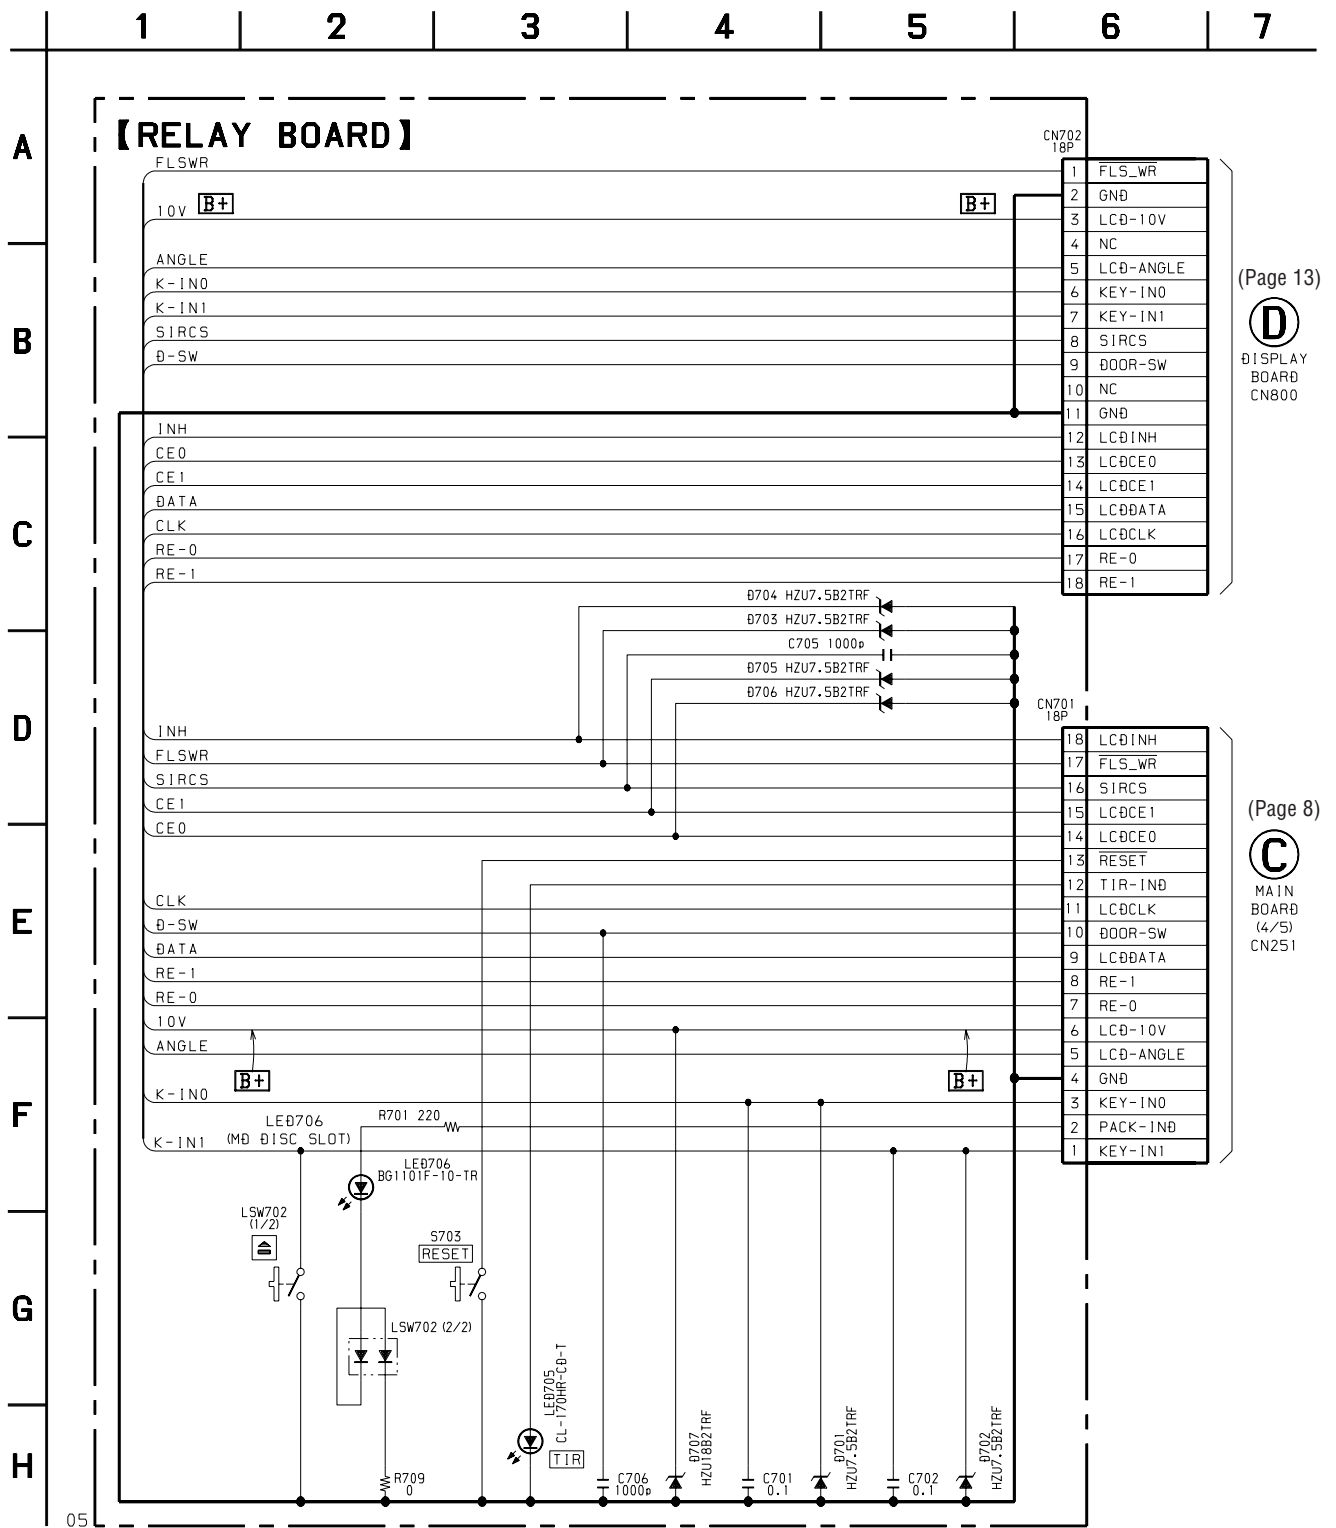 1 2 3 4 5 6 7
A
【RELAY BOARD】
CN702
18P
FLSWR
1 FLS_WR
2 GND
10V B+ B+
3 LCD-10V
4 NC
B
ANGLE
5 LCD-ANGLE
K-IN0
6 KEY-IN0
K-IN1
7 KEY-IN1
SIRCS
8 SIRCS
D-SW
9 DOOR-SW
10 NC
11 GND
(Page 13)
D
DISPLAY
BOARD
CN800
C
INH
12 LCDINH
CE0
13 LCDCE0
CE1
14 LCDCE1
DATA
15 LCDDATA
CLK
16 LCDCLK
RE-0
17 RE-0
RE-1
18 RE-1
D704 HZU7.5B2TRF
D703 HZU7.5B2TRF
C705 1000p
D705 HZU7.5B2TRF
D706 HZU7.5B2TRF
D
CN701
18P
INH
18 LCDINH
FLSWR
17 FLS_WR
SIRCS
16 SIRCS
CE1
15 LCDCE1
CE0
14 LCDCE0
13 RESET
12 TIR-IND
E
CLK
11 LCDCLK
D-SW
10 DOOR-SW
DATA
9 LCDDATA
RE-1
8 RE-1
RE-0
7 RE-0
(Page 8)
C
MAIN
BOARD
(4/5)
CN251
10V
6 LCD-10V
ANGLE
5 LCD-ANGLE
B+ B+
4 GND
F
K-IN0
3 KEY-IN0
R701 220
2 PACK-IND
K-IN1
1 KEY-IN1
LED706
(MD DISC SLOT)
LED706
BG1101F-10-TR
G
LSW702
(1/2)
S703
RESET
LSW702 (2/2)
H
LED705
CL-170HR-CD-T
TIR
R709
0
C706
1000p
D707
HZU18B2TRF
C701
0.1
D701
HZU7.5B2TRF
C702
0.1
D702
HZU7.5B2TRF
05